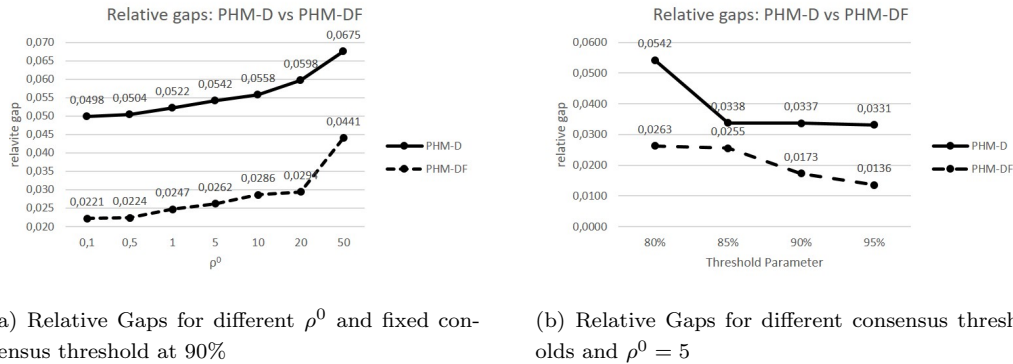 Relative gaps: PHM-D vs PHM-DF
0,070
0,065
0,060
0,055
0,050
0,045
0,040
0,035
0,030
0,025
0,020
relavite gap
0,0498
0,0504
0,0522
0,0542
0,0558
0,0598
0,0675
0,0221
0,0224
0,0247
0,0262
0,0286
0,0294
0,0441
0,1 0,5 1 5 10 20 50
ρ⁰
PHM-D
PHM-DF
Relative gaps: PHM-D vs PHM-DF
0,0600
0,0500
0,0400
0,0300
0,0200
0,0100
0,0000
relative gap
0,0542
0,0338
0,0337
0,0331
0,0263
0,0255
0,0173
0,0136
80% 85% 90% 95%
Threshold Parameter
PHM-D
PHM-DF
a) Relative Gaps for different ρ⁰ and fixed con-
ensus threshold at 90%
(b) Relative Gaps for different consensus thresh
olds and ρ⁰ = 5